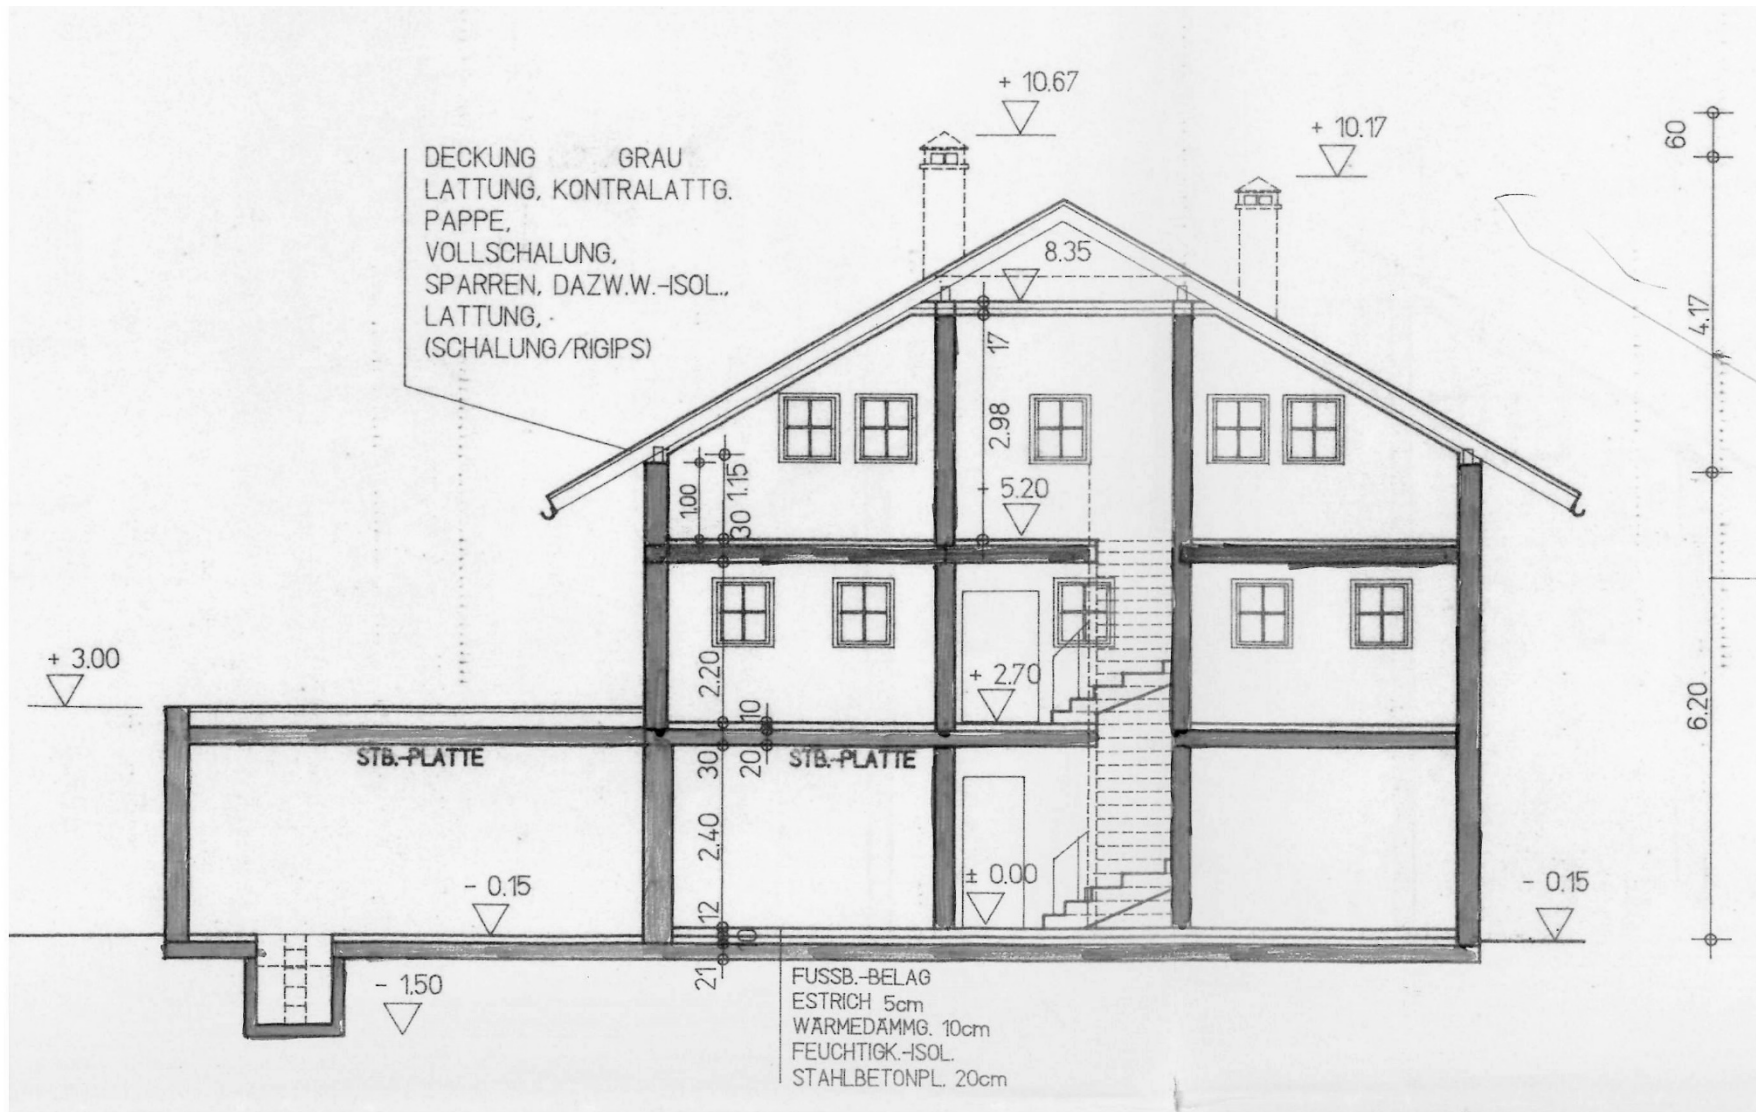 + 10.67
+ 10.17
60
DECKUNG GRAU
LATTUNG, KONTRALATTG.
PAPPE,
VOLLSCHALUNG,
SPARREN, DAZW.W.-ISOL.,
LATTUNG,
(SCHALUNG/RIGIPS)
8.35
17
4.17
2.98
1.00
1.15
30
+ 5.20
+ 3.00
2.20
+ 2.70
10
6.20
STB.-PLATTE
30
20
STB.-PLATTE
2.40
- 0.15
± 0.00
- 0.15
12
10
21
- 1.50
FUSSB.-BELAG
ESTRICH 5cm
WÄRMEDÄMMG. 10cm
FEUCHTIGK.-ISOL.
STAHLBETONPL. 20cm